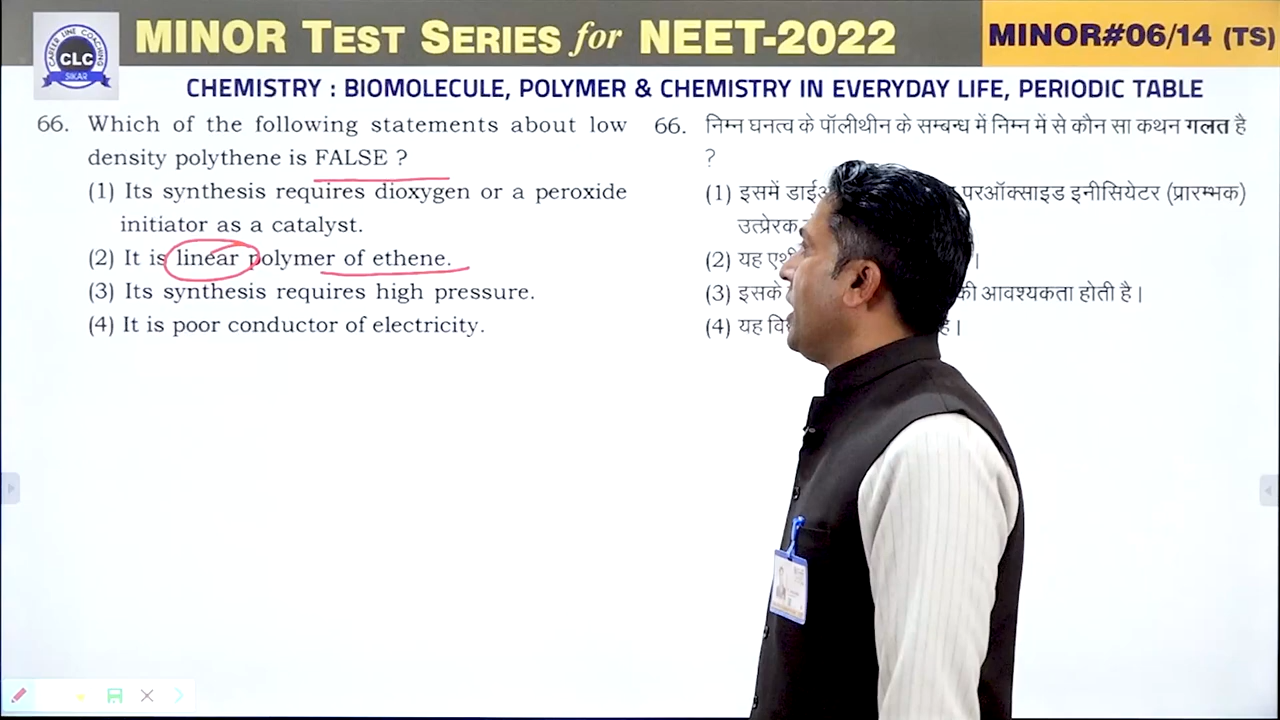 CAREER LINE COACHING
CLC
SIKAR
MINOR TEST SERIES for NEET-2022
MINOR#06/14 (TS)
CHEMISTRY : BIOMOLECULE, POLYMER & CHEMISTRY IN EVERYDAY LIFE, PERIODIC TABLE
66. Which of the following statements about low
density polythene is FALSE ?
(1) Its synthesis requires dioxygen or a peroxide
initiator as a catalyst.
(2) It is linear polymer of ethene.
(3) Its synthesis requires high pressure.
(4) It is poor conductor of electricity.
66. निम्न घनत्व के पॉलीथीन के सम्बन्ध में निम्न में से कौन सा कथन गलत है
?
(1) इसमें परऑक्साइड इनीसियेटर (प्रारम्भक)
उत्प्रेरक
(2) यह ।
(3) इसके की आवश्यकता होती है।
(4) यह है।